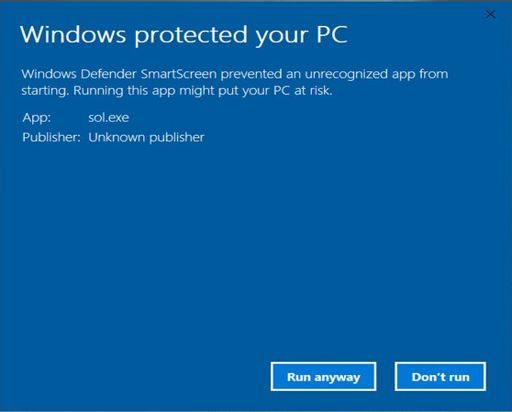 Windows protected your PC
Windows Defender SmartScreen prevented an unrecognized app from
starting. Running this app might put your PC at risk.
App: sol.exe
Publisher: Unknown publisher
Run anyway Don't run